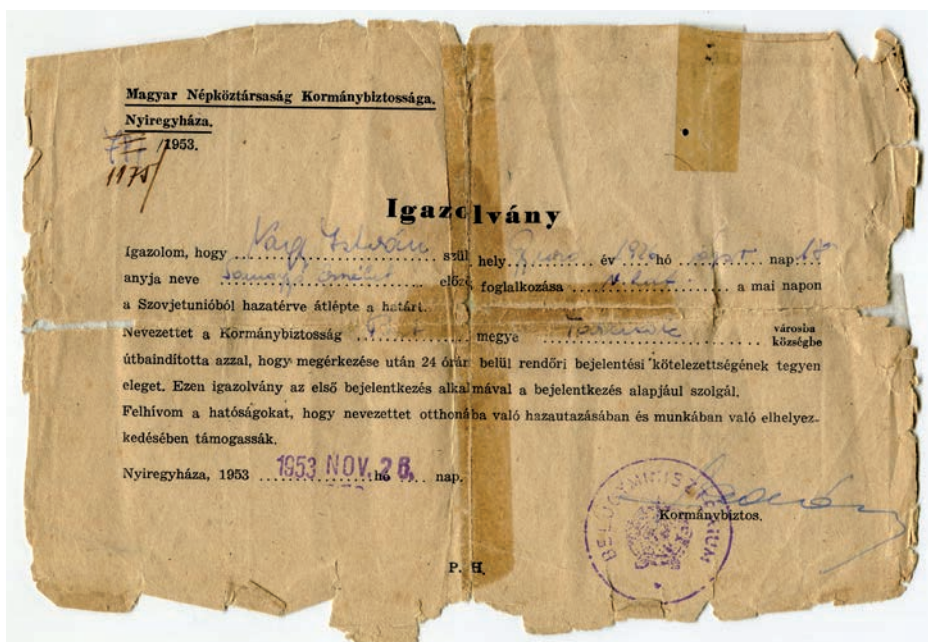 Magyar Népköztársaság Kormánybiztossága.
Nyiregyháza.
/1953.
1175/
Igazolvány
Igazolom, hogy István szül hely év 1926 hó nap 18
anyja neve előző foglalkozása a mai napon
a Szovjetunióból hazatérve átlépte a határt.
Nevezettet a Kormánybiztosság megye városba községbe
útbaindította azzal, hogy megérkezése után 24 órán belül rendőri bejelentési kötelezettségének tegyen
eleget. Ezen igazolvány az első bejelentkezés alkalmával a bejelentkezés alapjául szolgál.
Felhívom a hatóságokat, hogy nevezettet otthonába való hazautazásában és munkában való elhelyez-
kedésében támogassák.
Nyiregyháza, 1953 1953 NOV. 26. hó nap.
Kormánybiztos.
BELÜGYMINISZTÉRIUM
P. H.